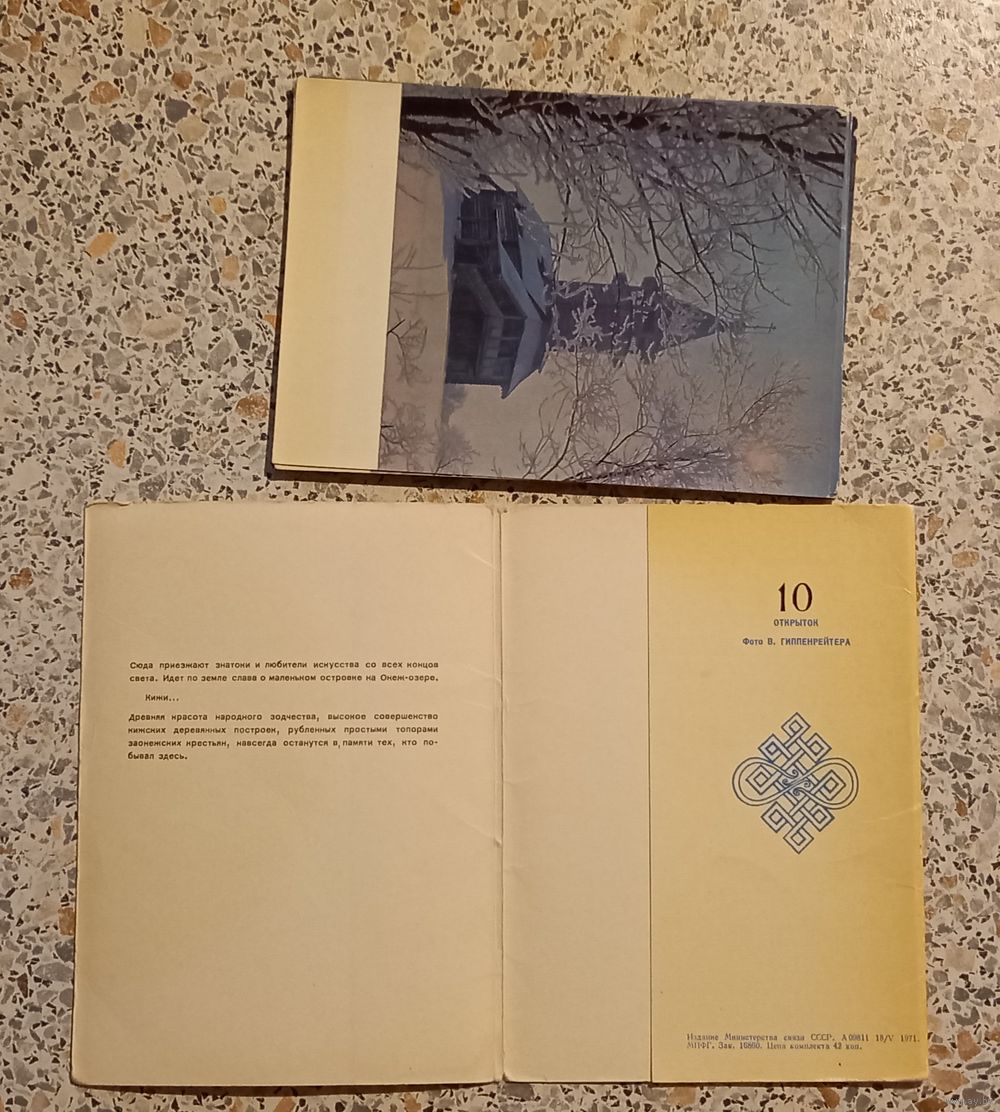 Сюда приезжают знатоки и любители искусства со всех концов
света. Идет по земле слава о маленьком островке на Онеж-озере.
Кижи...
Древняя красота народного зодчества, высокое совершенство
кижских деревянных построек, рубленных простыми топорами
заонежских крестьян, навсегда останутся в памяти тех, кто по-
бывал здесь.
10
ОТКРЫТОК
Фото В. ГИППЕНРЕЙТЕРА
Издание Министерства связи СССР. А 09811 18/V 1971.
МПФГ. Зак. 16860. Цена комплекта 42 коп.